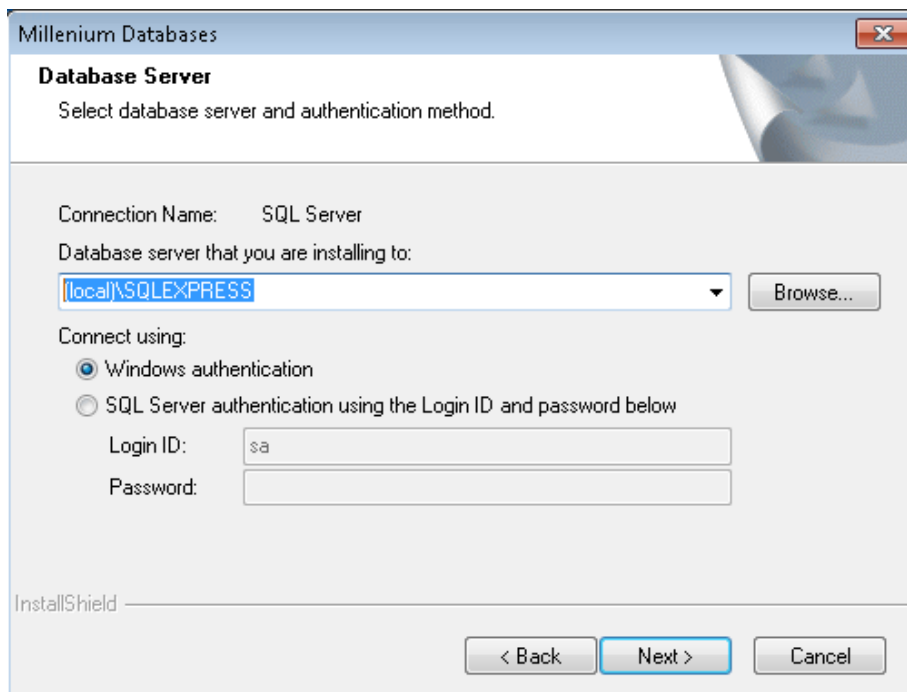 Millenium Databases
Database Server
Select database server and authentication method.
Connection Name: SQL Server
Database server that you are installing to:
(local)\SQLEXPRESS
Browse...
Connect using:
Windows authentication
SQL Server authentication using the Login ID and password below
Login ID: sa
Password:
InstallShield
< Back Next > Cancel